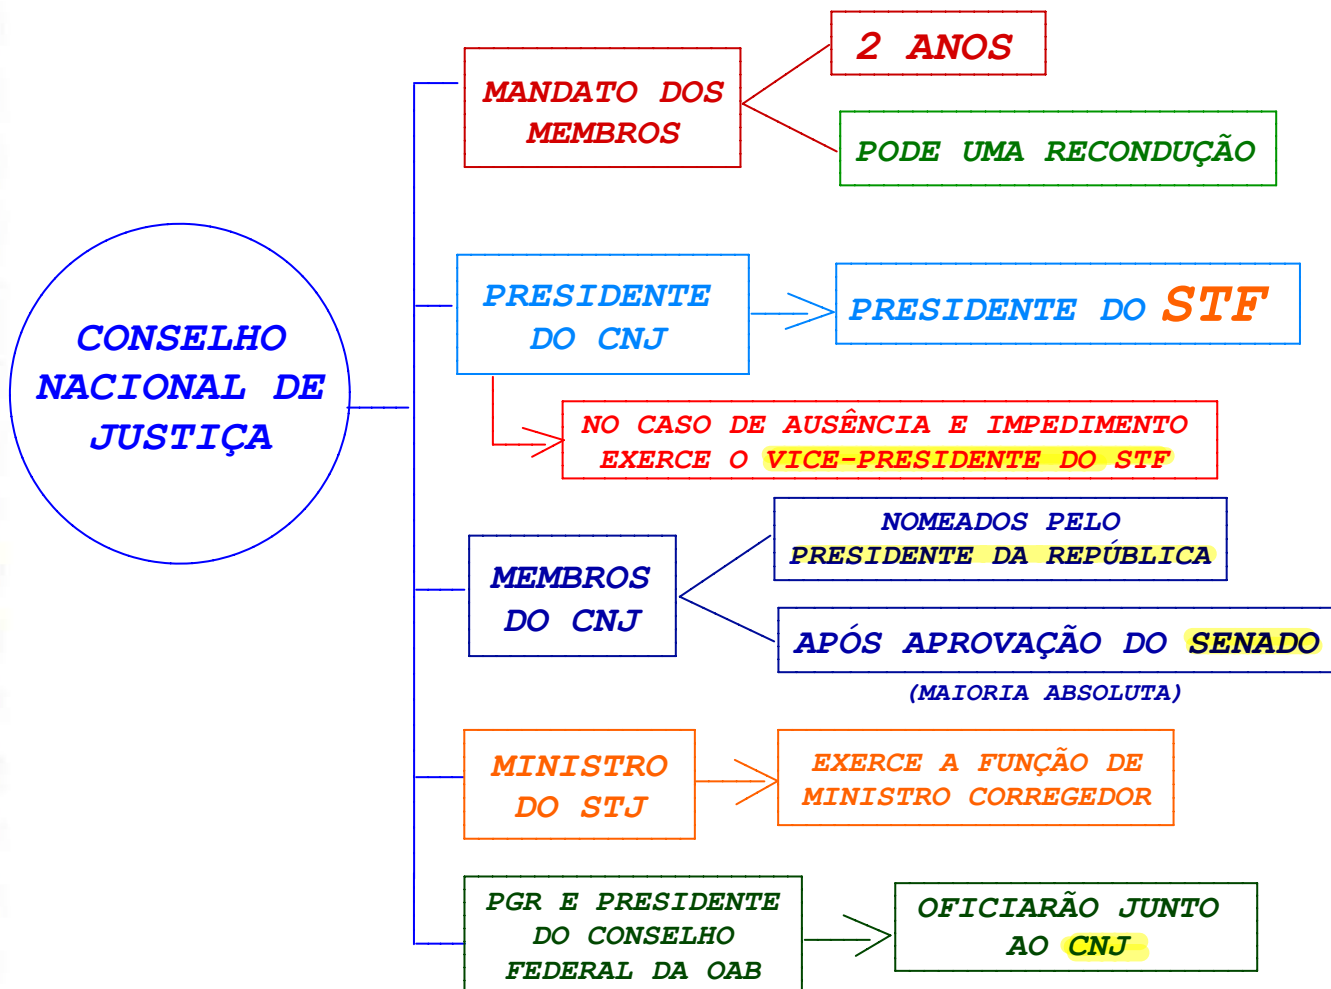 CONSELHO
NACIONAL DE
JUSTIÇA
MANDATO DOS
MEMBROS
2 ANOS
PODE UMA RECONDUÇÃO
PRESIDENTE
DO CNJ
PRESIDENTE DO STF
NO CASO DE AUSÊNCIA E IMPEDIMENTO
EXERCE O VICE-PRESIDENTE DO STF
MEMBROS
DO CNJ
NOMEADOS PELO
PRESIDENTE DA REPÚBLICA
APÓS APROVAÇÃO DO SENADO
(MAIORIA ABSOLUTA)
MINISTRO
DO STJ
EXERCE A FUNÇÃO DE
MINISTRO CORREGEDOR
PGR E PRESIDENTE
DO CONSELHO
FEDERAL DA OAB
OFICIARÃO JUNTO
AO CNJ